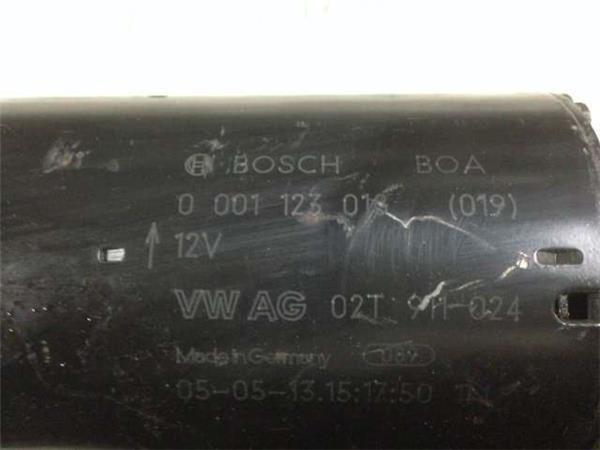 BOSCH BOA
0 001 123 01 (019)
12V
VW AG 02T 911 024
Made in Germany
05-05-13.15:17:50